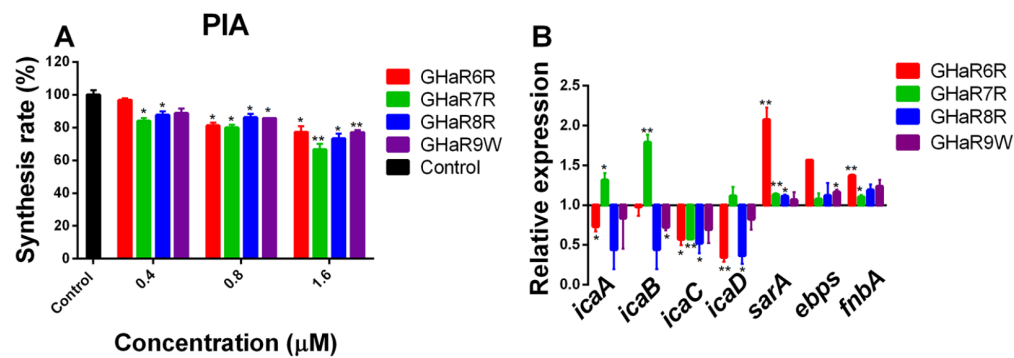 A
PIA
Synthesis rate (%)
120
100
80
60
40
20
0
* * * * * * * ** * **
Control
0.4
0.8
1.6
Concentration (μM)
GHaR6R
GHaR7R
GHaR8R
GHaR9W
Control
B
Relative expression
2.5
2.0
1.5
1.0
0.5
0.0
* * ** * * ** * ** * ** ** * * ** *
icaA
icaB
icaC
icaD
sarA
ebps
fnbA
GHaR6R
GHaR7R
GHaR8R
GHaR9W